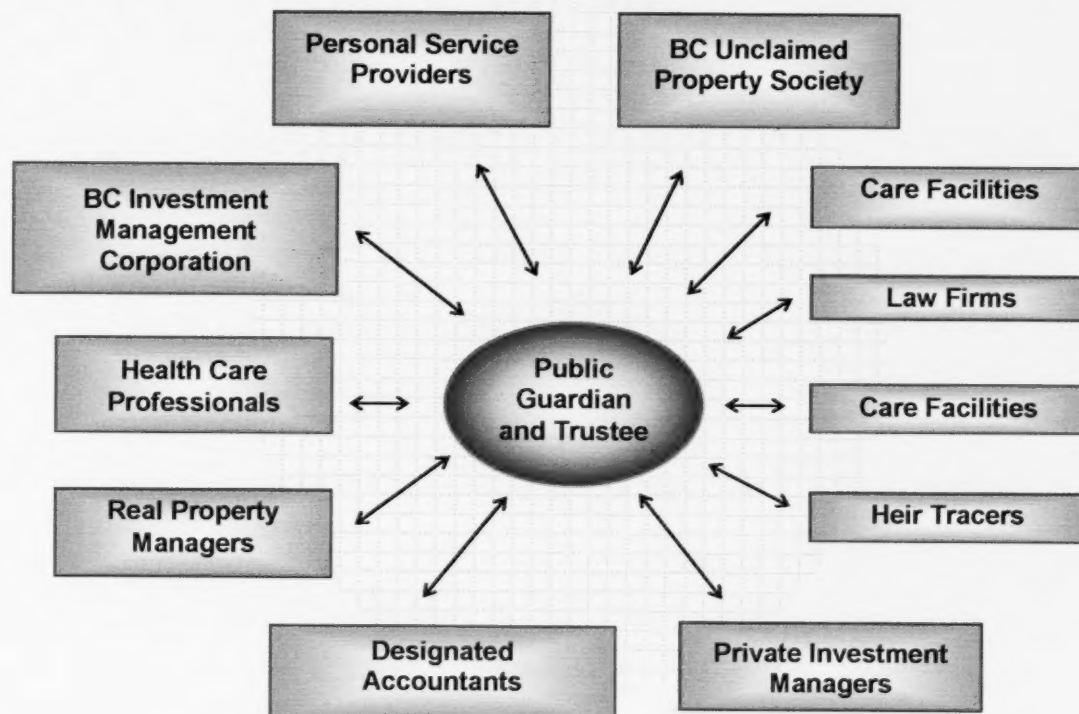 Personal Service
Providers
BC Unclaimed
Property Society
BC Investment
Management
Corporation
Care Facilities
Law Firms
Health Care
Professionals
Public
Guardian
and Trustee
Care Facilities
Real Property
Managers
Heir Tracers
Designated
Accountants
Private Investment
Managers